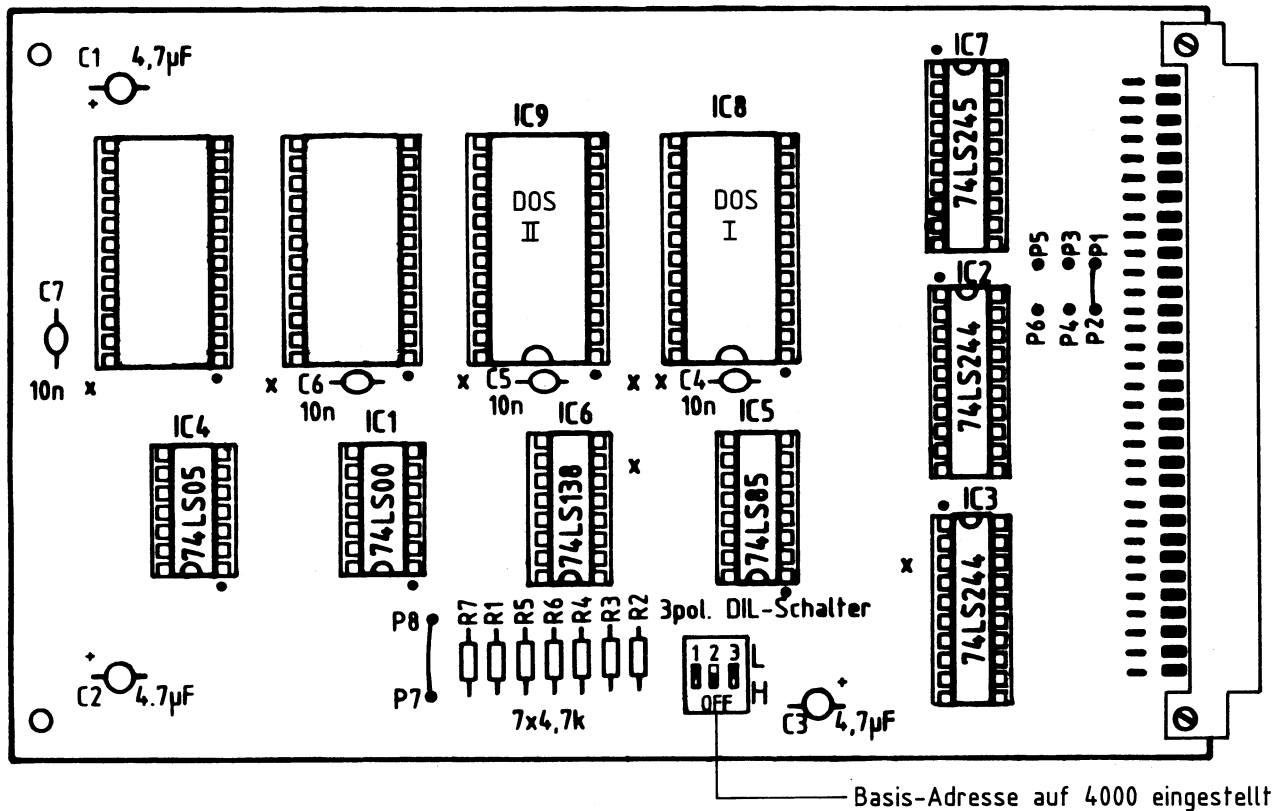 C1 4,7µF
+
IC7
74LS245
IC9
DOS
II
IC8
DOS
I
P5
P3
P1
P6
P4
P2
IC2
74LS244
C7
10n
x
x
C6
10n
x
C5
10n
x x
C4
10n
IC4
74LS05
IC1
74LS00
IC6
74LS138
x
IC5
74LS85
IC3
74LS244
x
P8
P7
R7
R1
R5
R6
R4
R3
R2
7x4,7k
3pol. DIL-Schalter
1 2 3
L
H
OFF
+
C2 4.7µF
+
C3 4,7µF
Basis-Adresse auf 4000 eingestellt